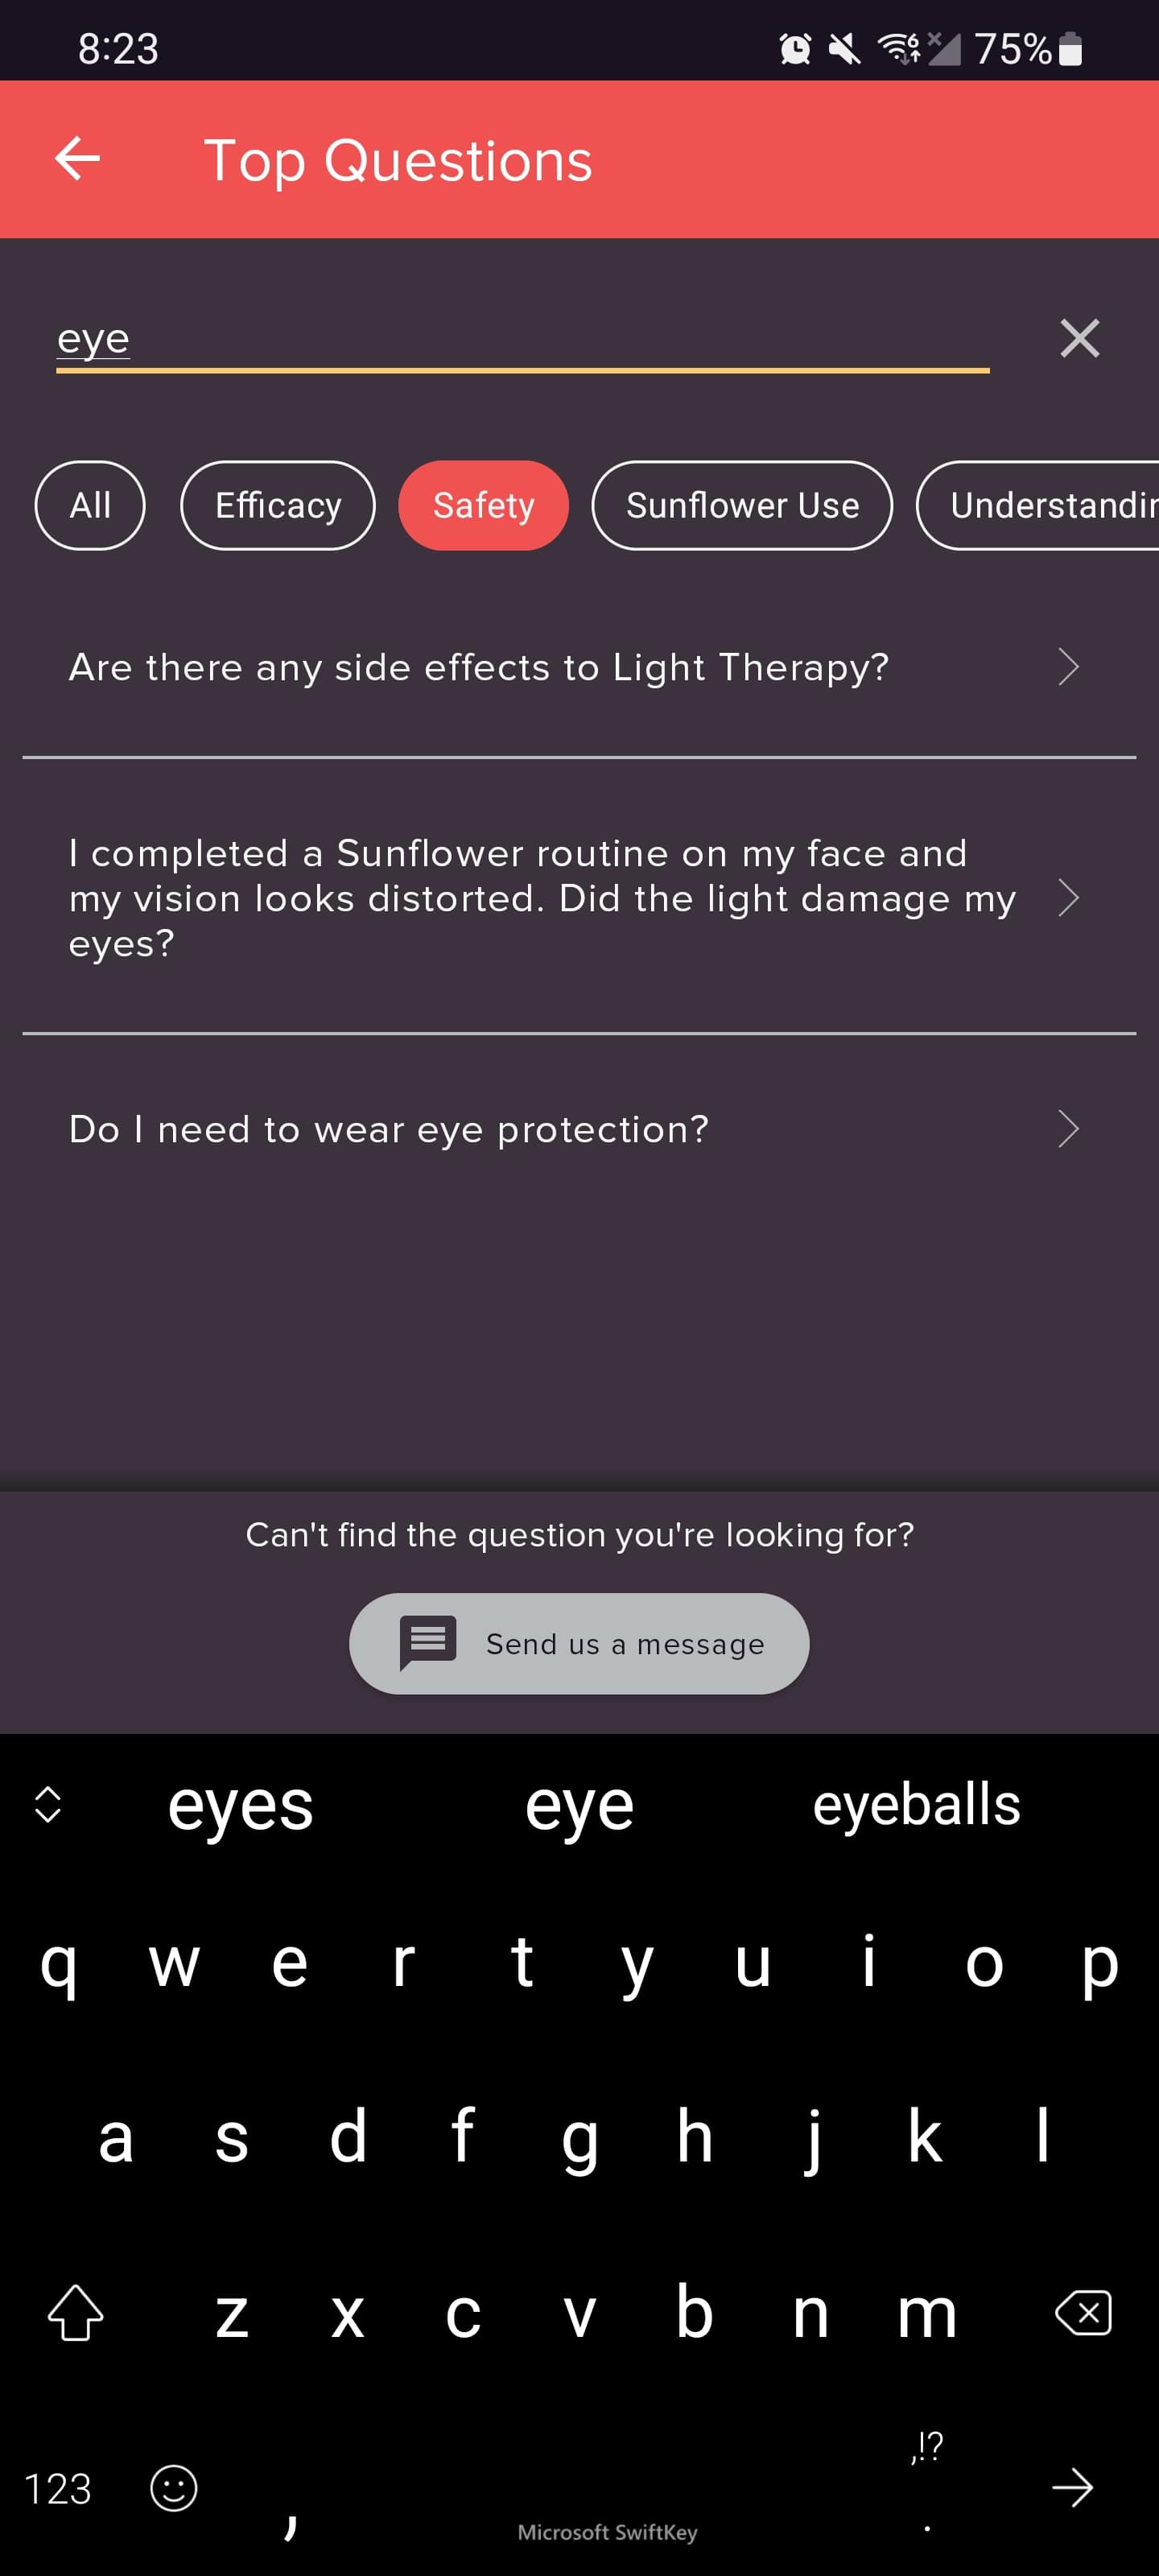 8:23
6
75%
Top Questions
eye
All
Efficacy
Safety
Sunflower Use
Understandin
Are there any side effects to Light Therapy?
I completed a Sunflower routine on my face and
my vision looks distorted. Did the light damage my
eyes?
Do I need to wear eye protection?
Can't find the question you're looking for?
Send us a message
eyes eye eyeballs
q w e r t y u i o p
a s d f g h j k l
z x c v b n m
,!?
123 , .
Microsoft SwiftKey